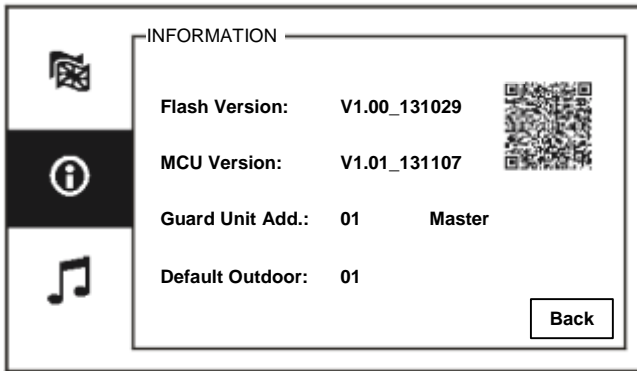 INFORMATION
Flash Version: V1.00_131029
MCU Version: V1.01_131107
Guard Unit Add.: 01 Master
Default Outdoor: 01
Back